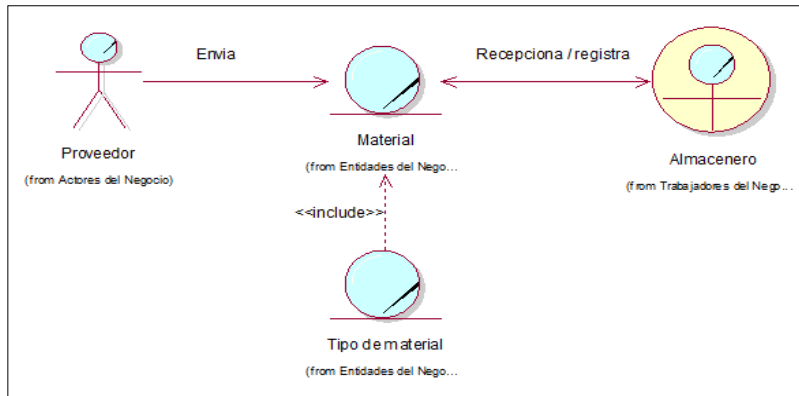 Envia
Recepciona / registra
Proveedor
(from Actores del Negocio)
Material
(from Entidades del Nego...
Almacenero
(from Trabajadores del Nego...
<<include>>
Tipo de material
(from Entidades del Nego...